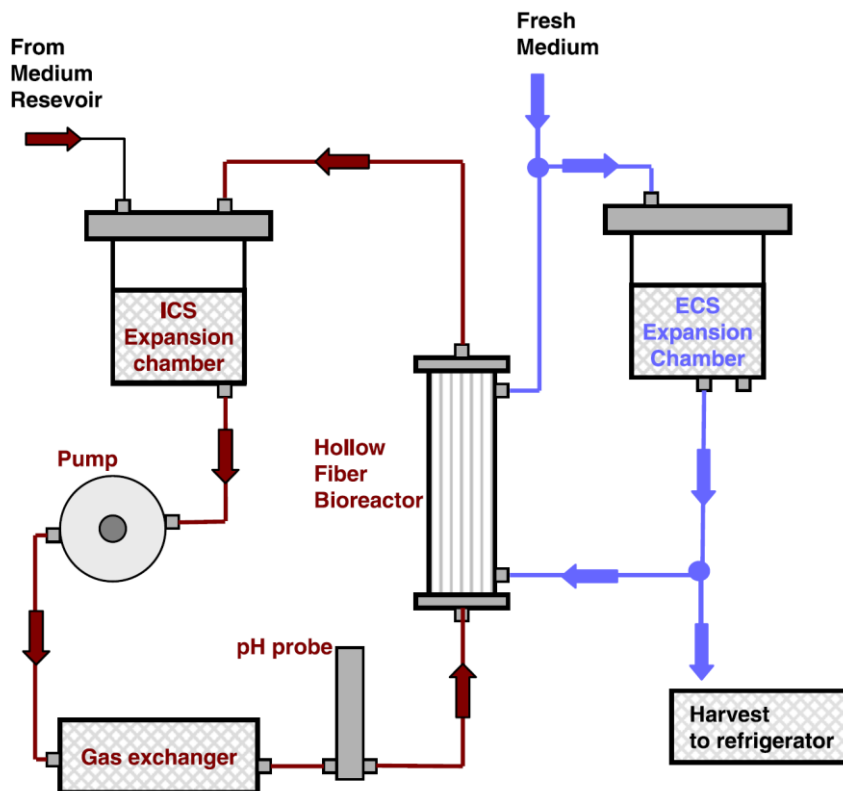 From
Medium
Resevoir
Fresh
Medium
ICS
Expansion
chamber
ECS
Expansion
Chamber
Pump
Hollow
Fiber
Bioreactor
pH probe
Gas exchanger
Harvest
to refrigerator